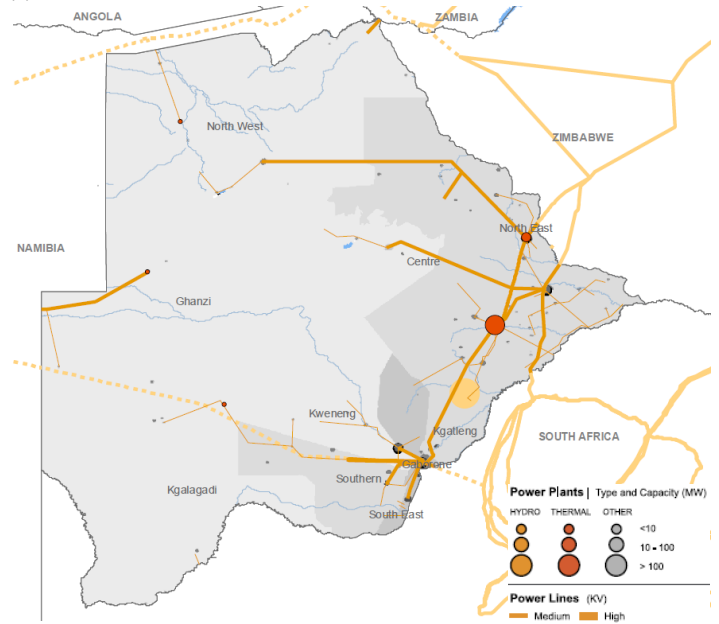 ANGOLA
ZAMBIA
North West
ZIMBABWE
North East
NAMIBIA
Centre
Ghanzi
Kweneng
Kgatleng
SOUTH AFRICA
Gaborone
Southern
Kgalagadi
South East
Power Plants | Type and Capacity (MW)
HYDRO THERMAL OTHER
<10
10 - 100
> 100
Power Lines (KV)
Medium High